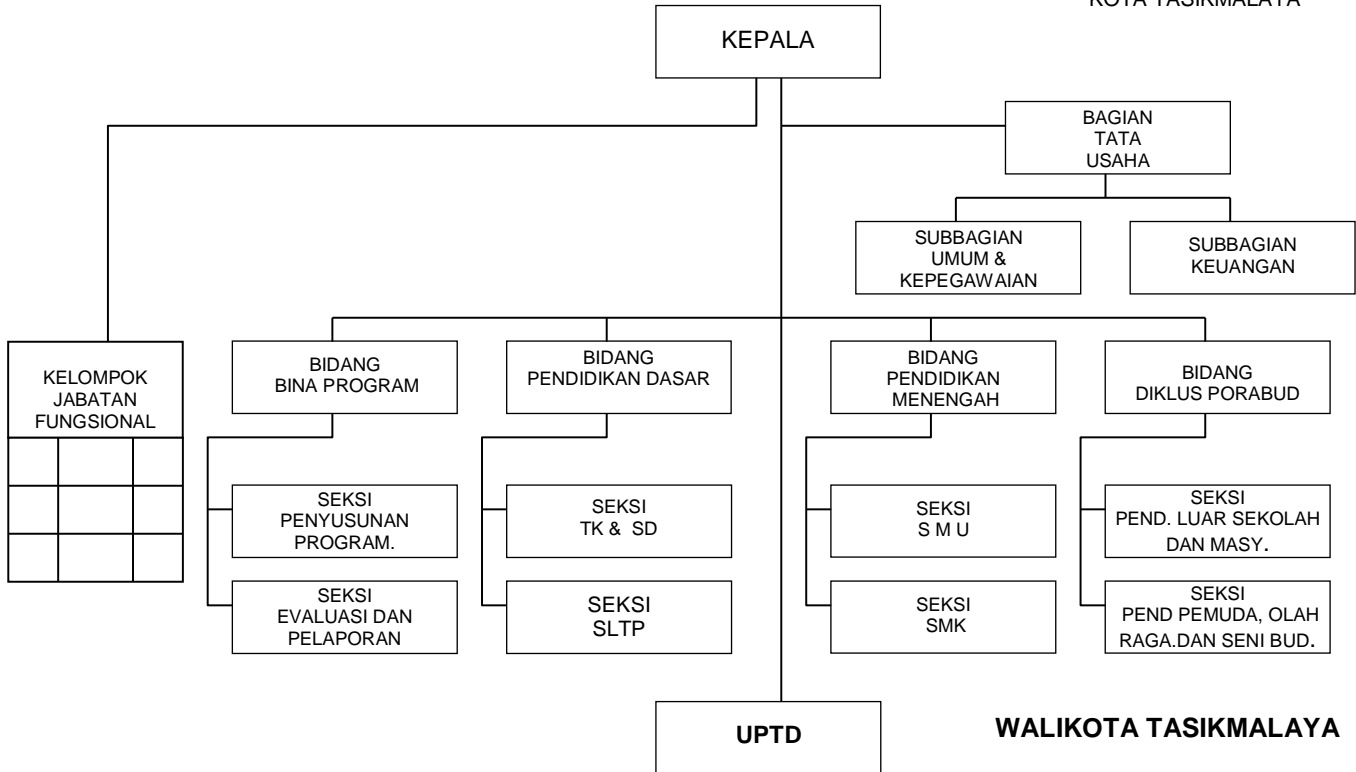 KOTA TASIKMALAYA
KEPALA
BAGIAN
TATA
USAHA
SUBBAGIAN
UMUM &
KEPEGAWAIAN
SUBBAGIAN
KEUANGAN
KELOMPOK
JABATAN
FUNGSIONAL
BIDANG
BINA PROGRAM
BIDANG
PENDIDIKAN DASAR
BIDANG
PENDIDIKAN
MENENGAH
BIDANG
DIKLUS PORABUD
SEKSI
PENYUSUNAN
PROGRAM.
SEKSI
TK & SD
SEKSI
S M U
SEKSI
PEND. LUAR SEKOLAH
DAN MASY.
SEKSI
EVALUASI DAN
PELAPORAN
SEKSI
SLTP
SEKSI
SMK
SEKSI
PEND PEMUDA, OLAH
RAGA.DAN SENI BUD.
UPTD
WALIKOTA TASIKMALAYA